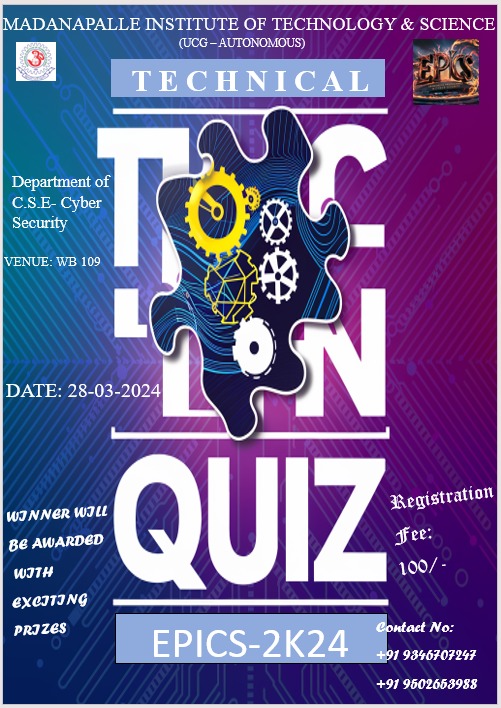 MADANAPALLE INSTITUTE OF TECHNOLOGY & SCIENCE
(UCG – AUTONOMOUS)
EPICS
TECHNICAL
Department of
C.S.E- Cyber
Security
VENUE: WB 109
DATE: 28-03-2024
QUIZ
WINNER WILL
BE AWARDED
WITH
EXCITING
PRIZES
Registration
Fee:
100/-
EPICS-2K24
Contact No:
+91 9346707247
+91 9502653988